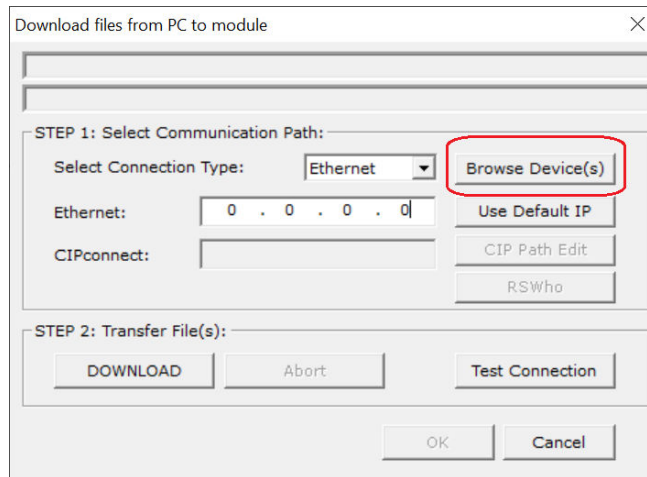 Download files from PC to module
STEP 1: Select Communication Path:
Select Connection Type: Ethernet Browse Device(s)
Ethernet: 0 . 0 . 0 . 0 Use Default IP
CIPconnect: CIP Path Edit
RSWho
STEP 2: Transfer File(s):
DOWNLOAD Abort Test Connection
OK Cancel